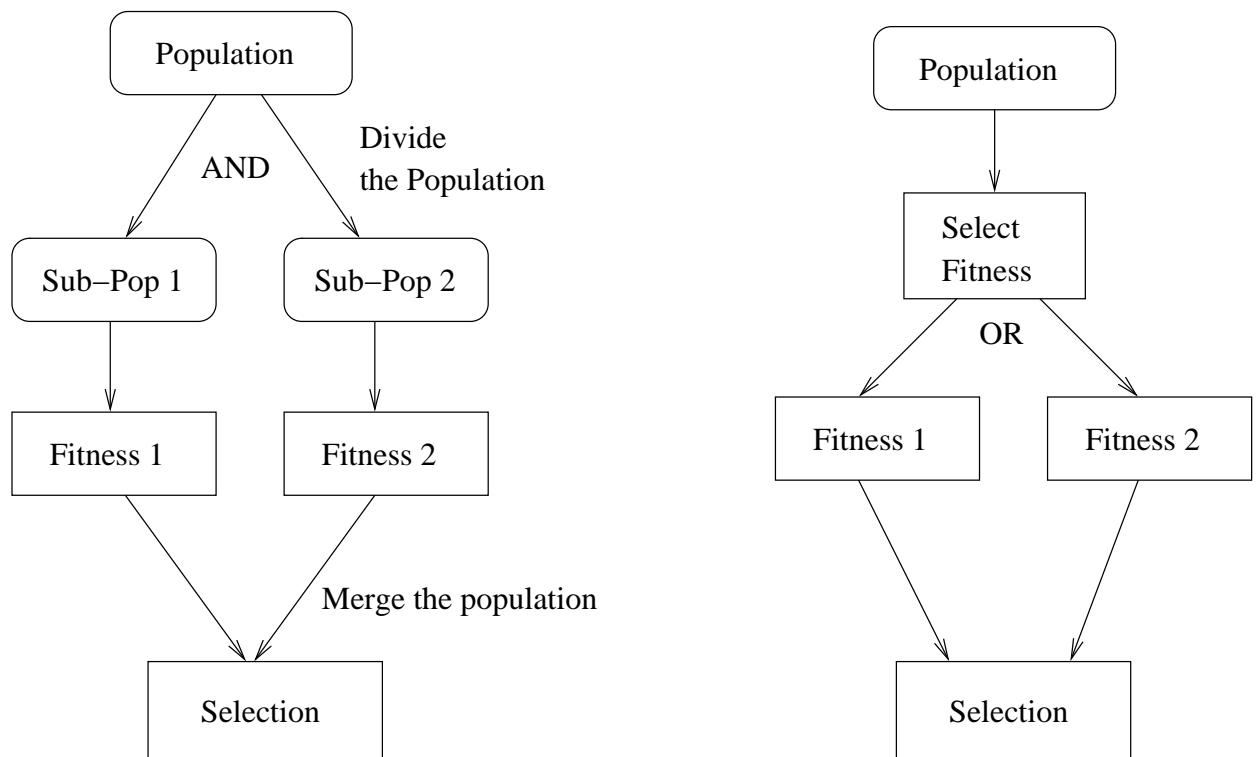 Population
AND
Divide
the Population
Sub–Pop 1
Sub–Pop 2
Fitness 1
Fitness 2
Merge the population
Selection
Population
Select
Fitness
OR
Fitness 1
Fitness 2
Selection